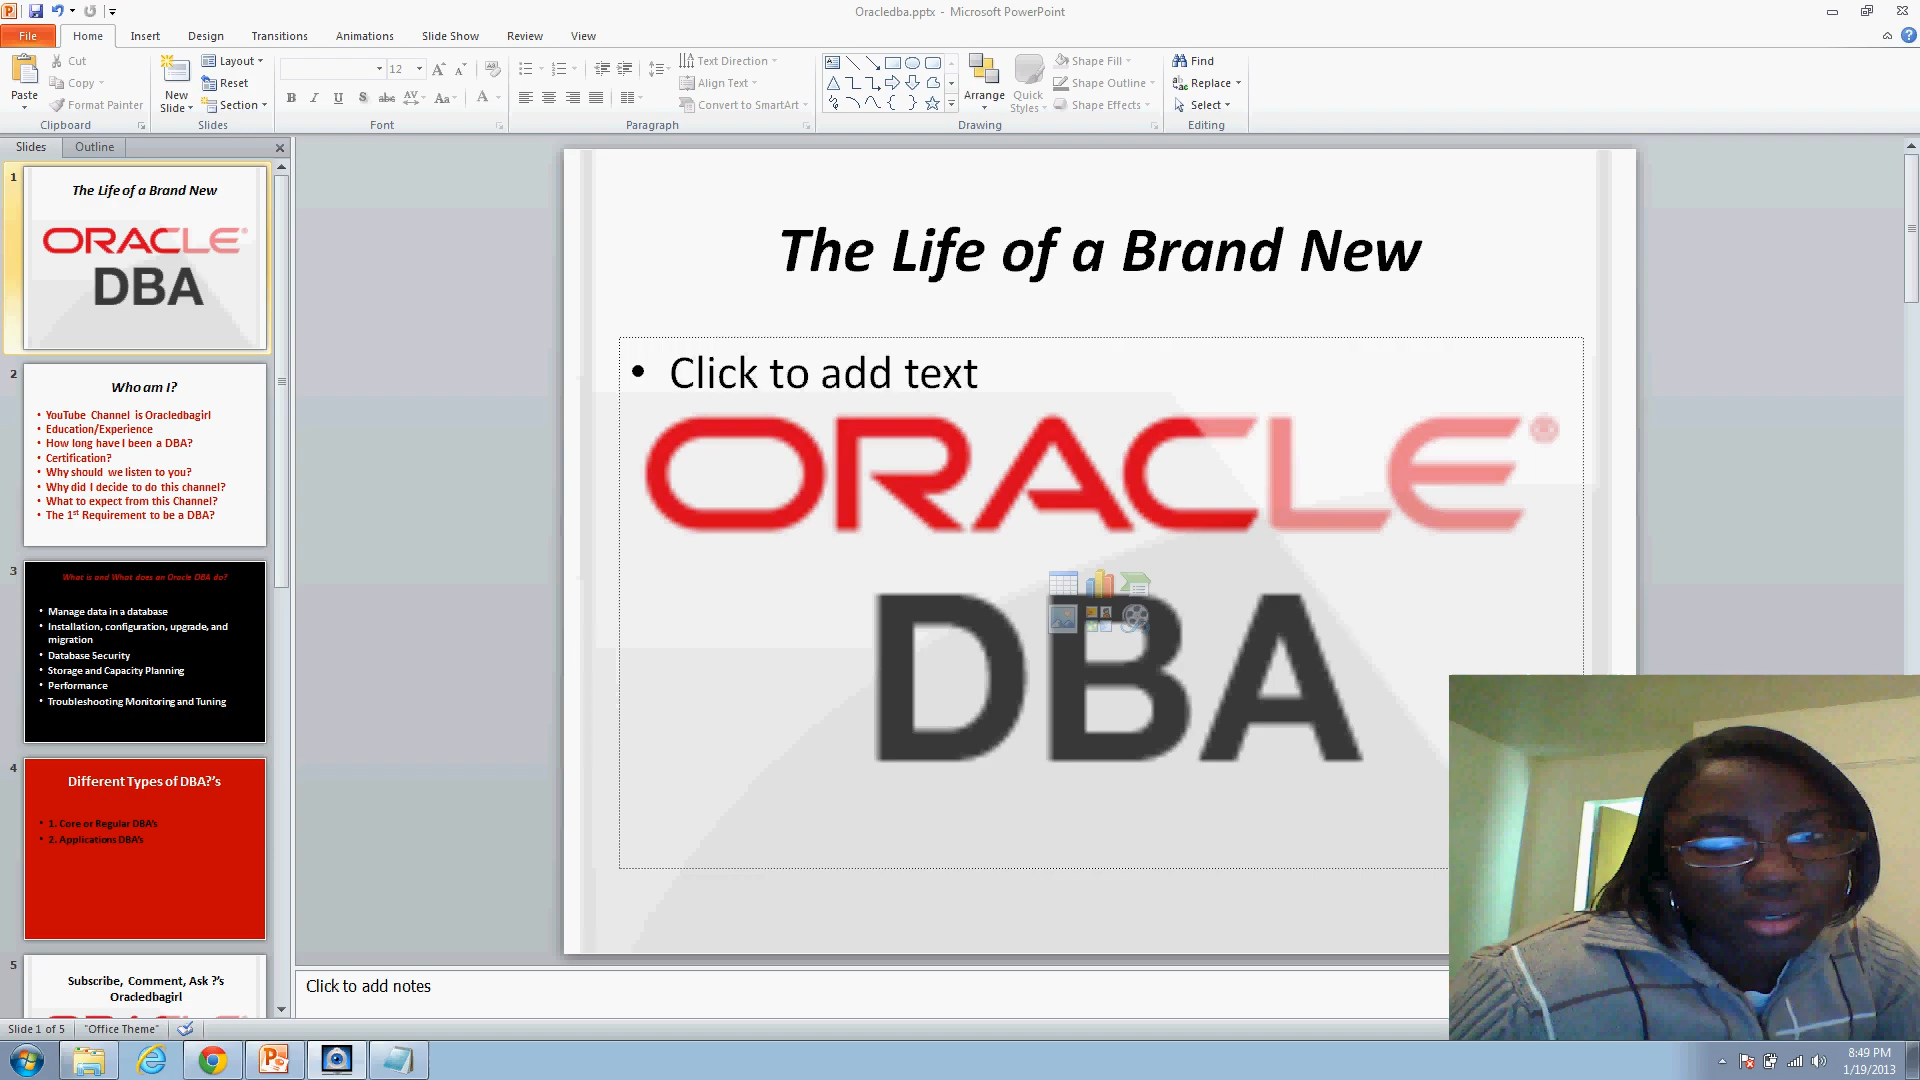 Oracledba.pptx - Microsoft PowerPoint
File Home Insert Design Transitions Animations Slide Show Review View
Paste
Cut
Copy
Format Painter
Clipboard
New Slide
Layout
Reset
Section
Slides
12
B I U S abc AV Aa A
Font
Text Direction
Align Text
Convert to SmartArt
Paragraph
Arrange
Quick Styles
Shape Fill
Shape Outline
Shape Effects
Drawing
Find
Replace
Select
Editing
Slides Outline
1
The Life of a Brand New
ORACLE®
DBA
2
Who am I?
• YouTube Channel is Oracledbagirl
• Education/Experience
• How long have I been a DBA?
• Certification?
• Why should we listen to you?
• Why did I decide to do this channel?
• What to expect from this Channel?
• The 1st Requirement to be a DBA?
3
What is and What does an Oracle DBA do?
• Manage data in a database
• Installation, configuration, upgrade, and
migration
• Database Security
• Storage and Capacity Planning
• Performance
• Troubleshooting Monitoring and Tuning
4
Different Types of DBA?'s
• 1. Core or Regular DBA's
• 2. Applications DBA's
5
Subscribe, Comment, Ask ?'s
Oracledbagirl
The Life of a Brand New
• Click to add text
ORACLE®
DBA
Click to add notes
Slide 1 of 5 "Office Theme"
8:49 PM
1/19/2013